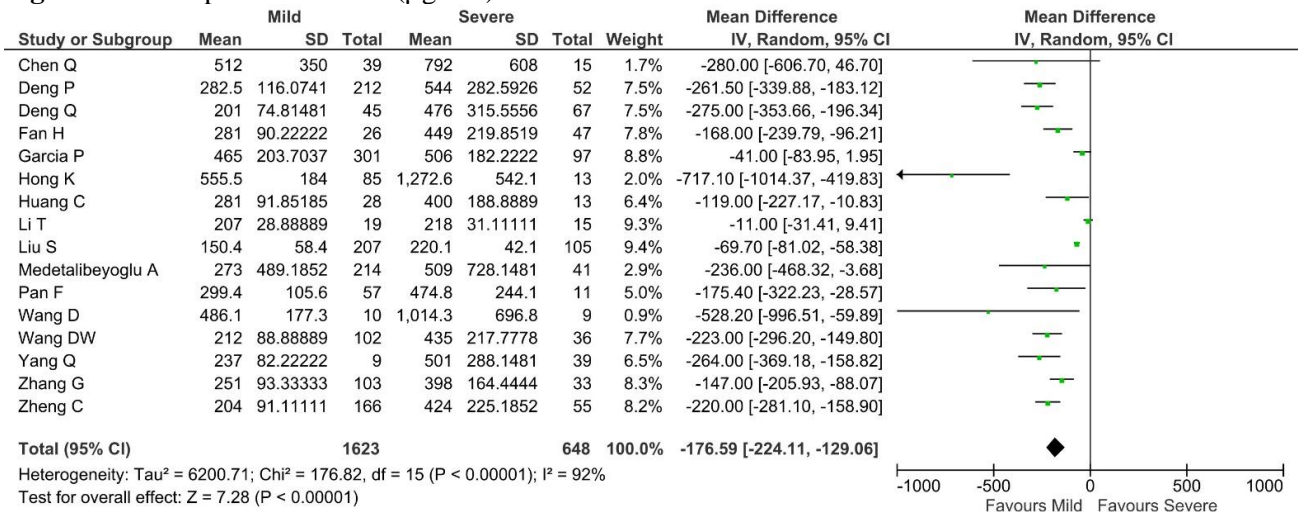 Mild Severe Mean Difference Mean Difference
Study or Subgroup Mean SD Total Mean SD Total Weight IV, Random, 95% CI IV, Random, 95% CI
Chen Q 512 350 39 792 608 15 1.7% -280.00 [-606.70, 46.70]
Deng P 282.5 116.0741 212 544 282.5926 52 7.5% -261.50 [-339.88, -183.12]
Deng Q 201 74.81481 45 476 315.5556 67 7.5% -275.00 [-353.66, -196.34]
Fan H 281 90.22222 26 449 219.8519 47 7.8% -168.00 [-239.79, -96.21]
Garcia P 465 203.7037 301 506 182.2222 97 8.8% -41.00 [-83.95, 1.95]
Hong K 555.5 184 85 1,272.6 542.1 13 2.0% -717.10 [-1014.37, -419.83]
Huang C 281 91.85185 28 400 188.8889 13 6.4% -119.00 [-227.17, -10.83]
Li T 207 28.88889 19 218 31.11111 15 9.3% -11.00 [-31.41, 9.41]
Liu S 150.4 58.4 207 220.1 42.1 105 9.4% -69.70 [-81.02, -58.38]
Medetalibeyoglu A 273 489.1852 214 509 728.1481 41 2.9% -236.00 [-468.32, -3.68]
Pan F 299.4 105.6 57 474.8 244.1 11 5.0% -175.40 [-322.23, -28.57]
Wang D 486.1 177.3 10 1,014.3 696.8 9 0.9% -528.20 [-996.51, -59.89]
Wang DW 212 88.88889 102 435 217.7778 36 7.7% -223.00 [-296.20, -149.80]
Yang Q 237 82.22222 9 501 288.1481 39 6.5% -264.00 [-369.18, -158.82]
Zhang G 251 93.33333 103 398 164.4444 33 8.3% -147.00 [-205.93, -88.07]
Zheng C 204 91.11111 166 424 225.1852 55 8.2% -220.00 [-281.10, -158.90]
Total (95% CI) 1623 648 100.0% -176.59 [-224.11, -129.06]
Heterogeneity: Tau² = 6200.71; Chi² = 176.82, df = 15 (P < 0.00001); I² = 92%
Test for overall effect: Z = 7.28 (P < 0.00001)
-1000 -500 0 500 1000
Favours Mild Favours Severe